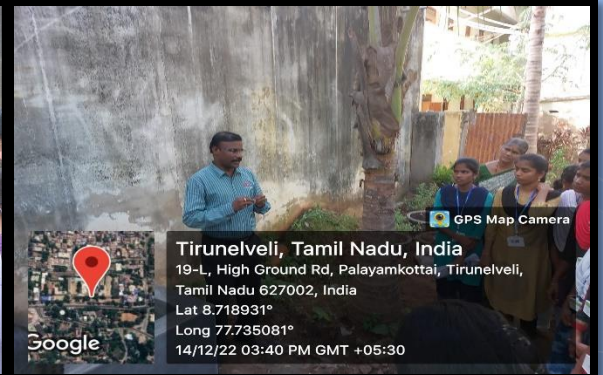 GPS Map Camera
Tirunelveli, Tamil Nadu, India
19-L, High Ground Rd, Palayamkottai, Tirunelveli,
Tamil Nadu 627002, India
Lat 8.718931°
Long 77.735081°
14/12/22 03:40 PM GMT +05:30
Google